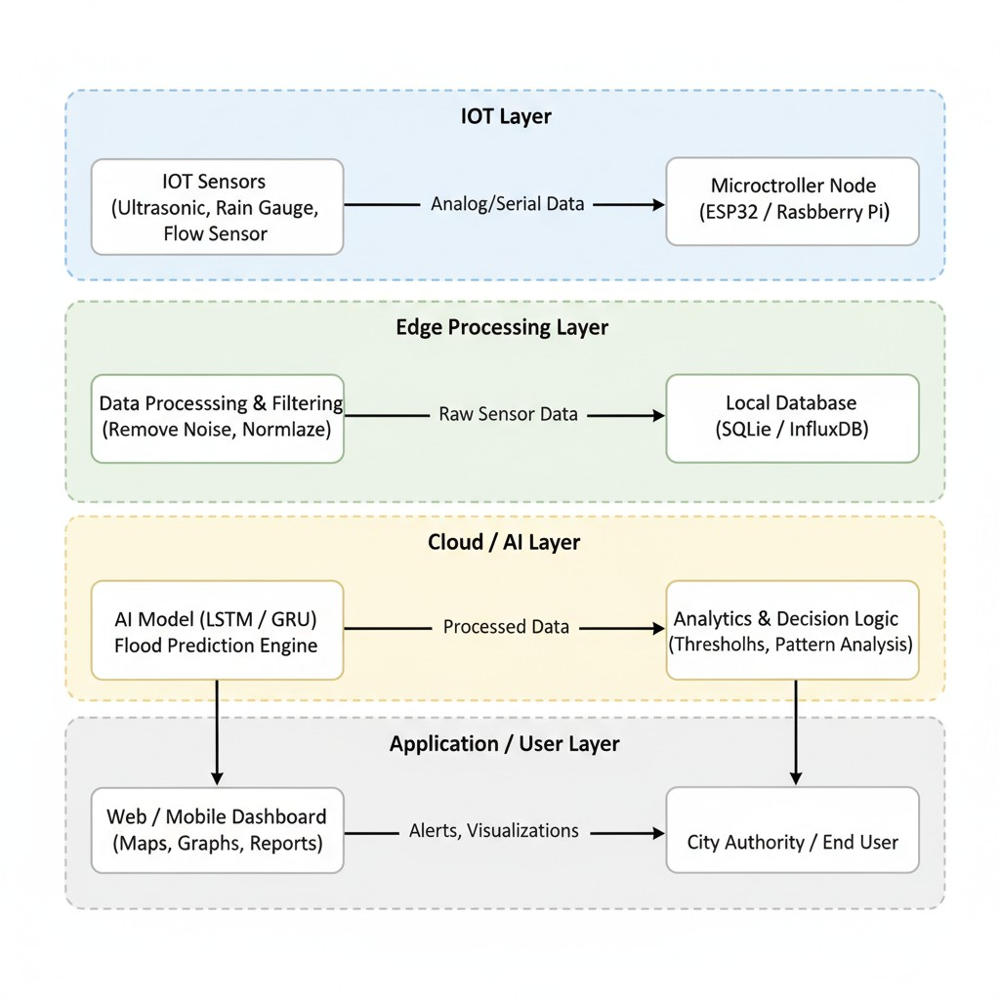 IOT Layer
IOT Sensors
(Ultrasonic, Rain Gauge,
Flow Sensor
Analog/Serial Data
Microctroller Node
(ESP32 / Rasbberry Pi)
Edge Processing Layer
Data Processsing & Filtering
(Remove Noise, Normlaze)
Raw Sensor Data
Local Database
(SQLie / InfluxDB)
Cloud / AI Layer
AI Model (LSTM / GRU)
Flood Prediction Engine
Processed Data
Analytics & Decision Logic
(Thresholhs, Pattern Analysis)
Application / User Layer
Web / Mobile Dashboard
(Maps, Graphs, Reports)
Alerts, Visualizations
City Authority / End User